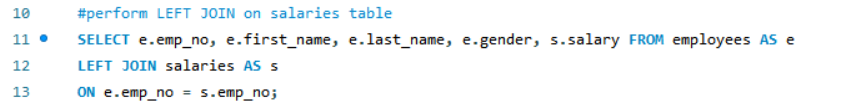 10 #perform LEFT JOIN on salaries table
11 SELECT e.emp_no, e.first_name, e.last_name, e.gender, s.salary FROM employees AS e
12 LEFT JOIN salaries AS s
13 ON e.emp_no = s.emp_no;